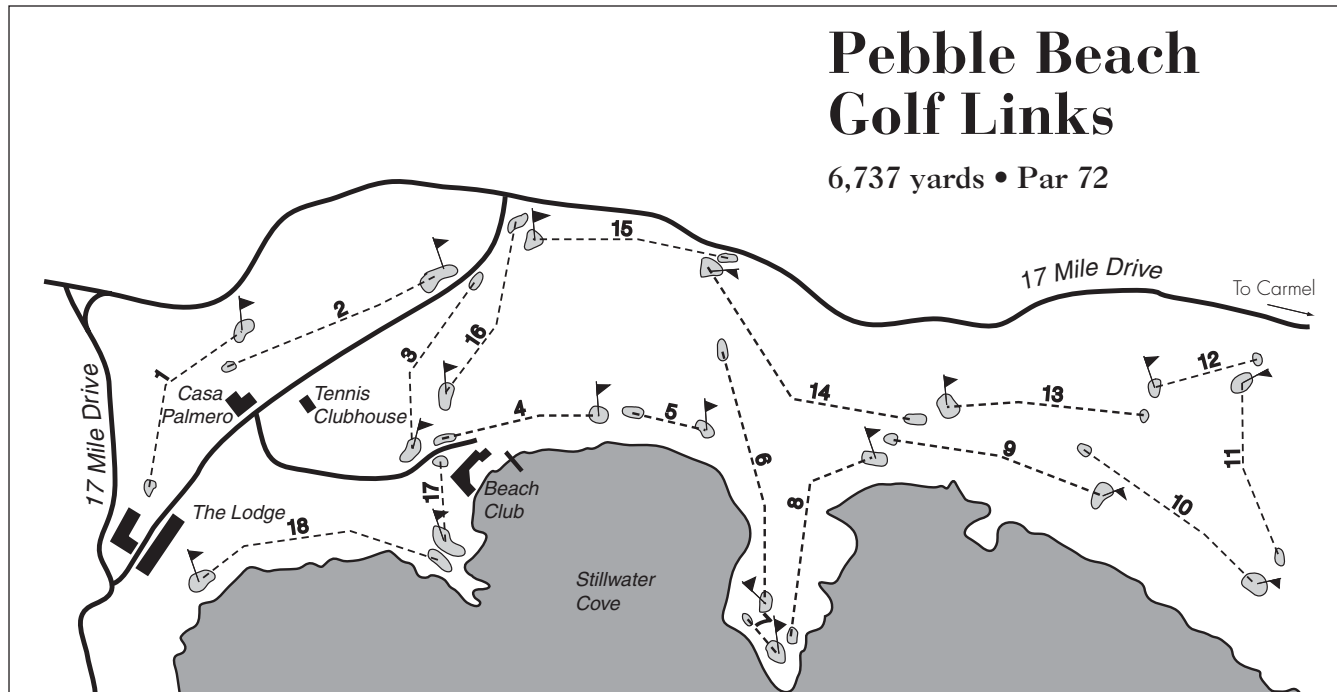 Pebble Beach
Golf Links
6,737 yards • Par 72
15
17 Mile Drive
To Carmel
2
16
3
1
12
17 Mile Drive
Casa
Palmero
Tennis
Clubhouse
4
5
14
13
6
9
11
8
10
17
Beach
Club
The Lodge
18
Stillwater
Cove
7